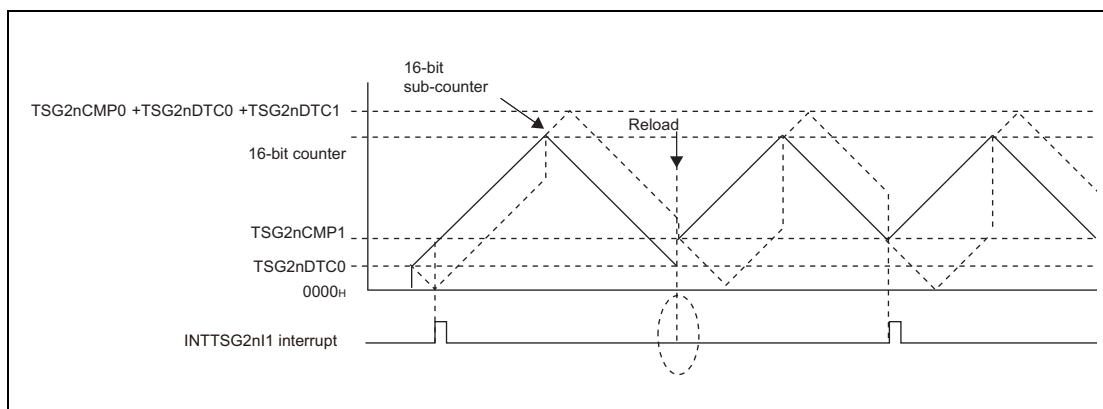 16-bit
sub-counter
TSG2nCMP0 +TSG2nDTC0 +TSG2nDTC1
Reload
16-bit counter
TSG2nCMP1
TSG2nDTC0
0000H
INTTSG2nI1 interrupt